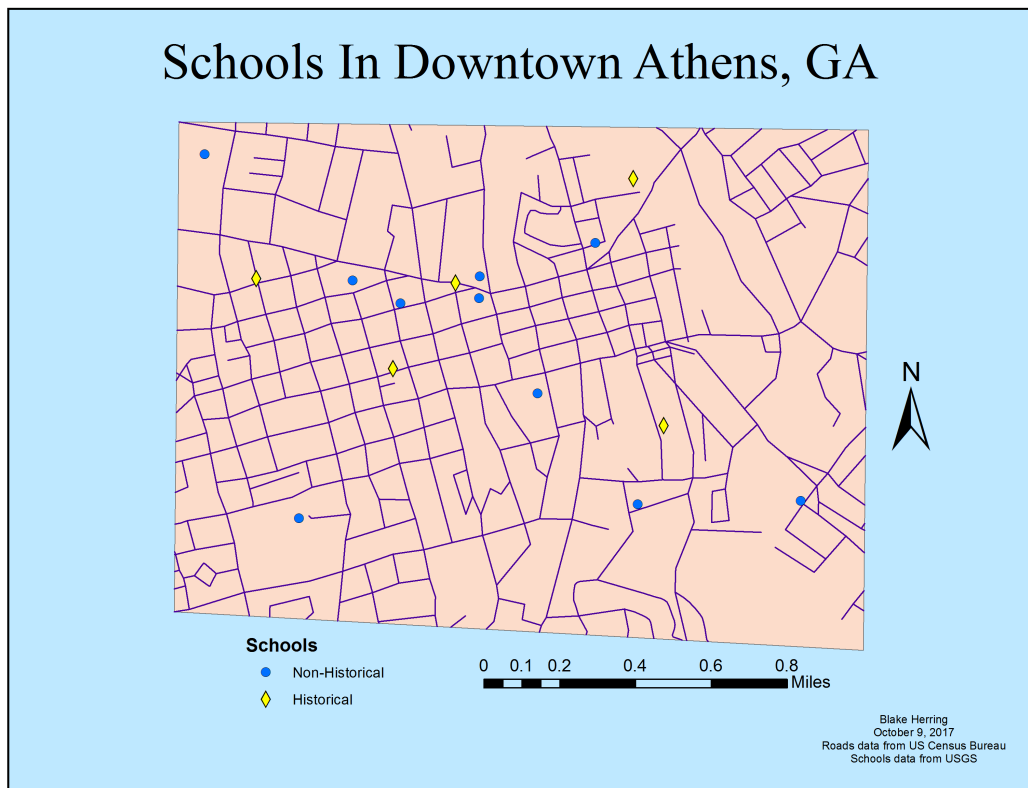 Schools In Downtown Athens, GA
N
Schools
Non-Historical
Historical
0 0.1 0.2 0.4 0.6 0.8
Miles
Blake Herring
October 9, 2017
Roads data from US Census Bureau
Schools data from USGS